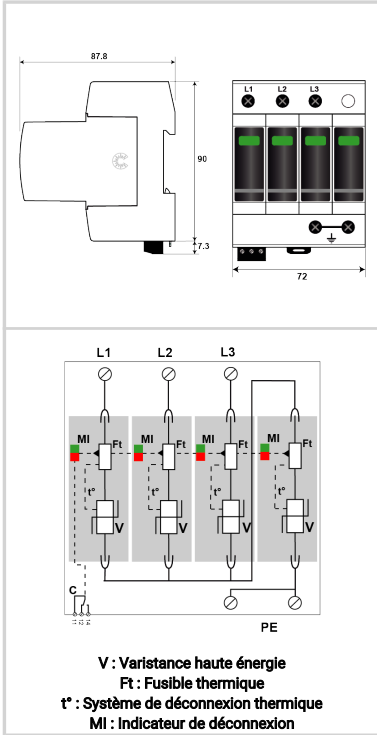 87.8
L1 L2 L3
90
7.3
72
L1 L2 L3
MI Ft MI Ft MI Ft MI Ft
t° t° t° t°
V V V V
C
11 12 14
PE
V : Varistance haute énergie
Ft : Fusible thermique
t° : Système de déconnexion thermique
MI : Indicateur de déconnexion